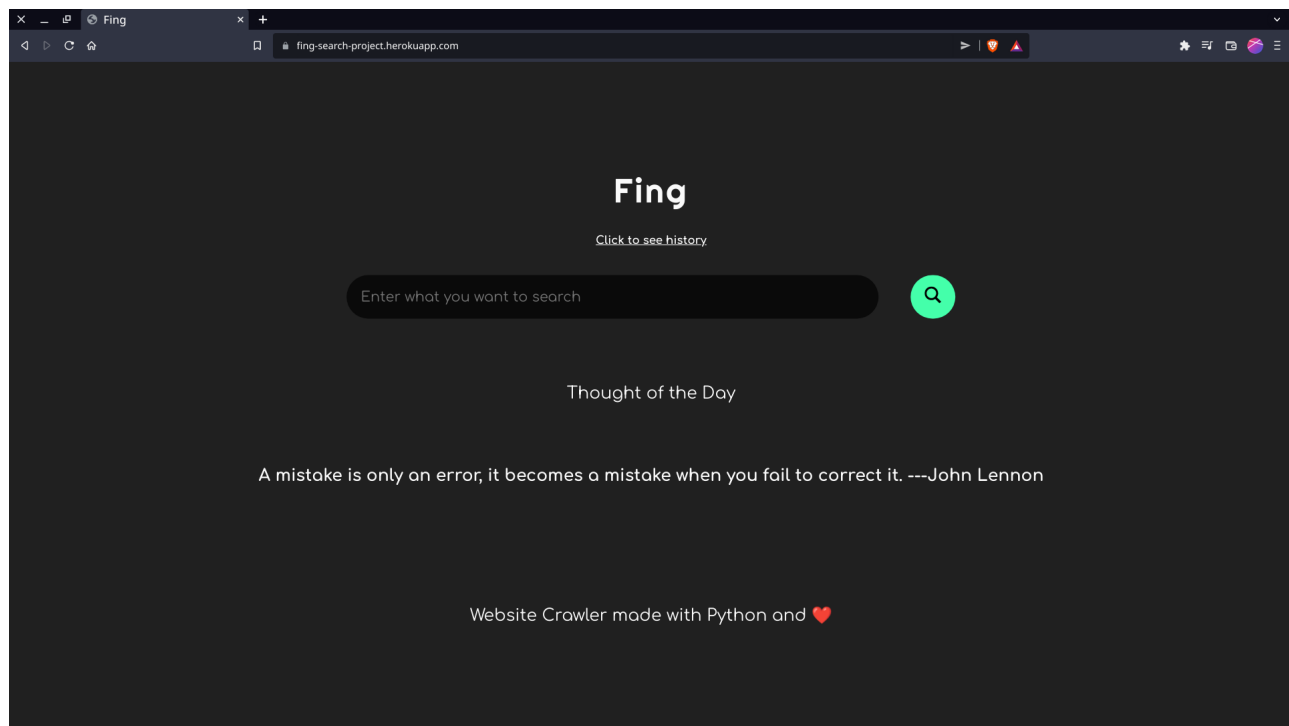 Fing
fing-search-project.herokuapp.com
Fing
Click to see history
Enter what you want to search
Thought of the Day
A mistake is only an error, it becomes a mistake when you fail to correct it. ---John Lennon
Website Crawler made with Python and ❤️